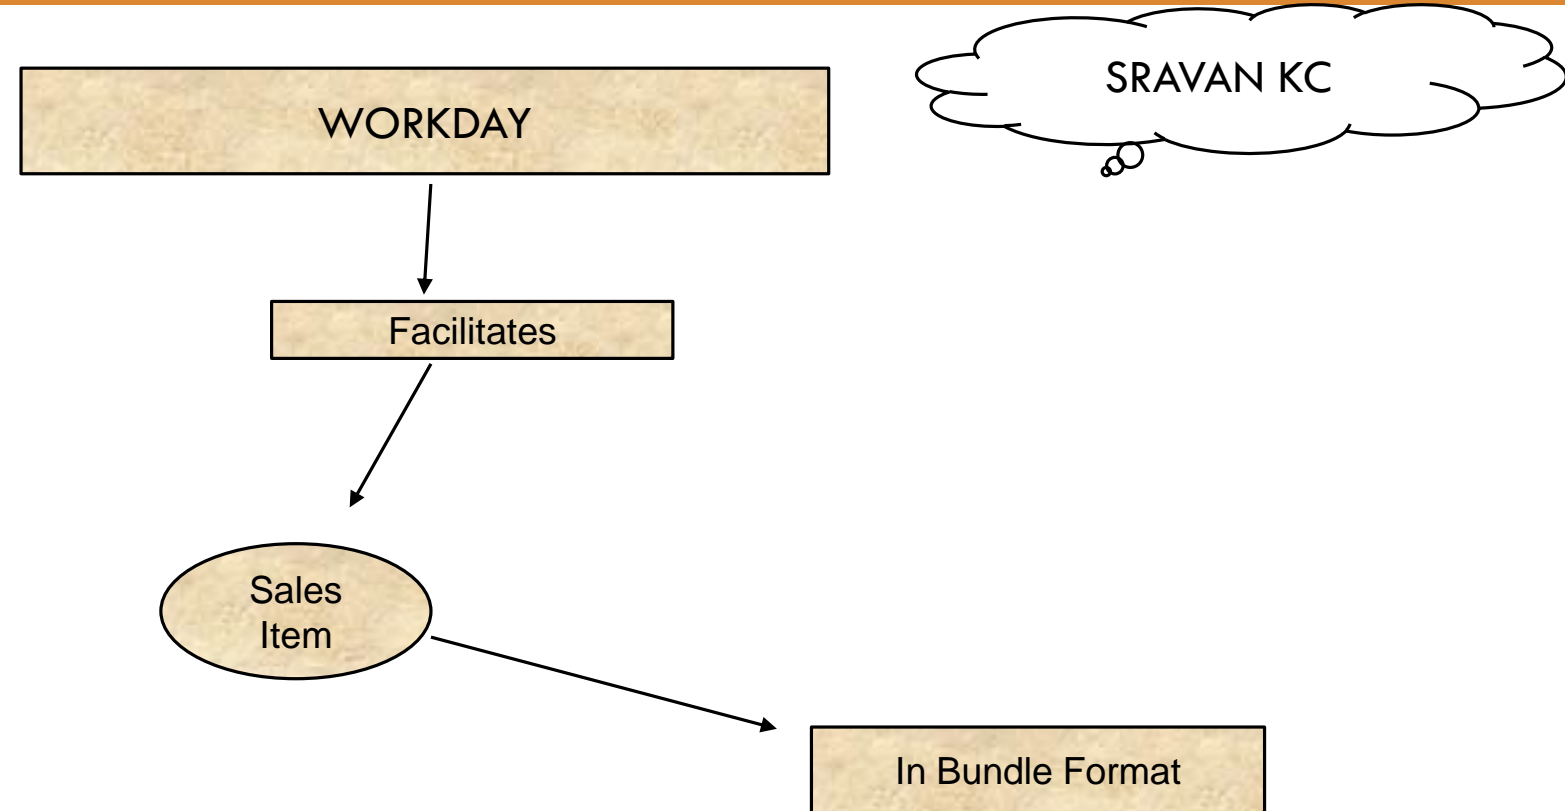 SRAVAN KC
WORKDAY
Facilitates
Sales
Item
In Bundle Format